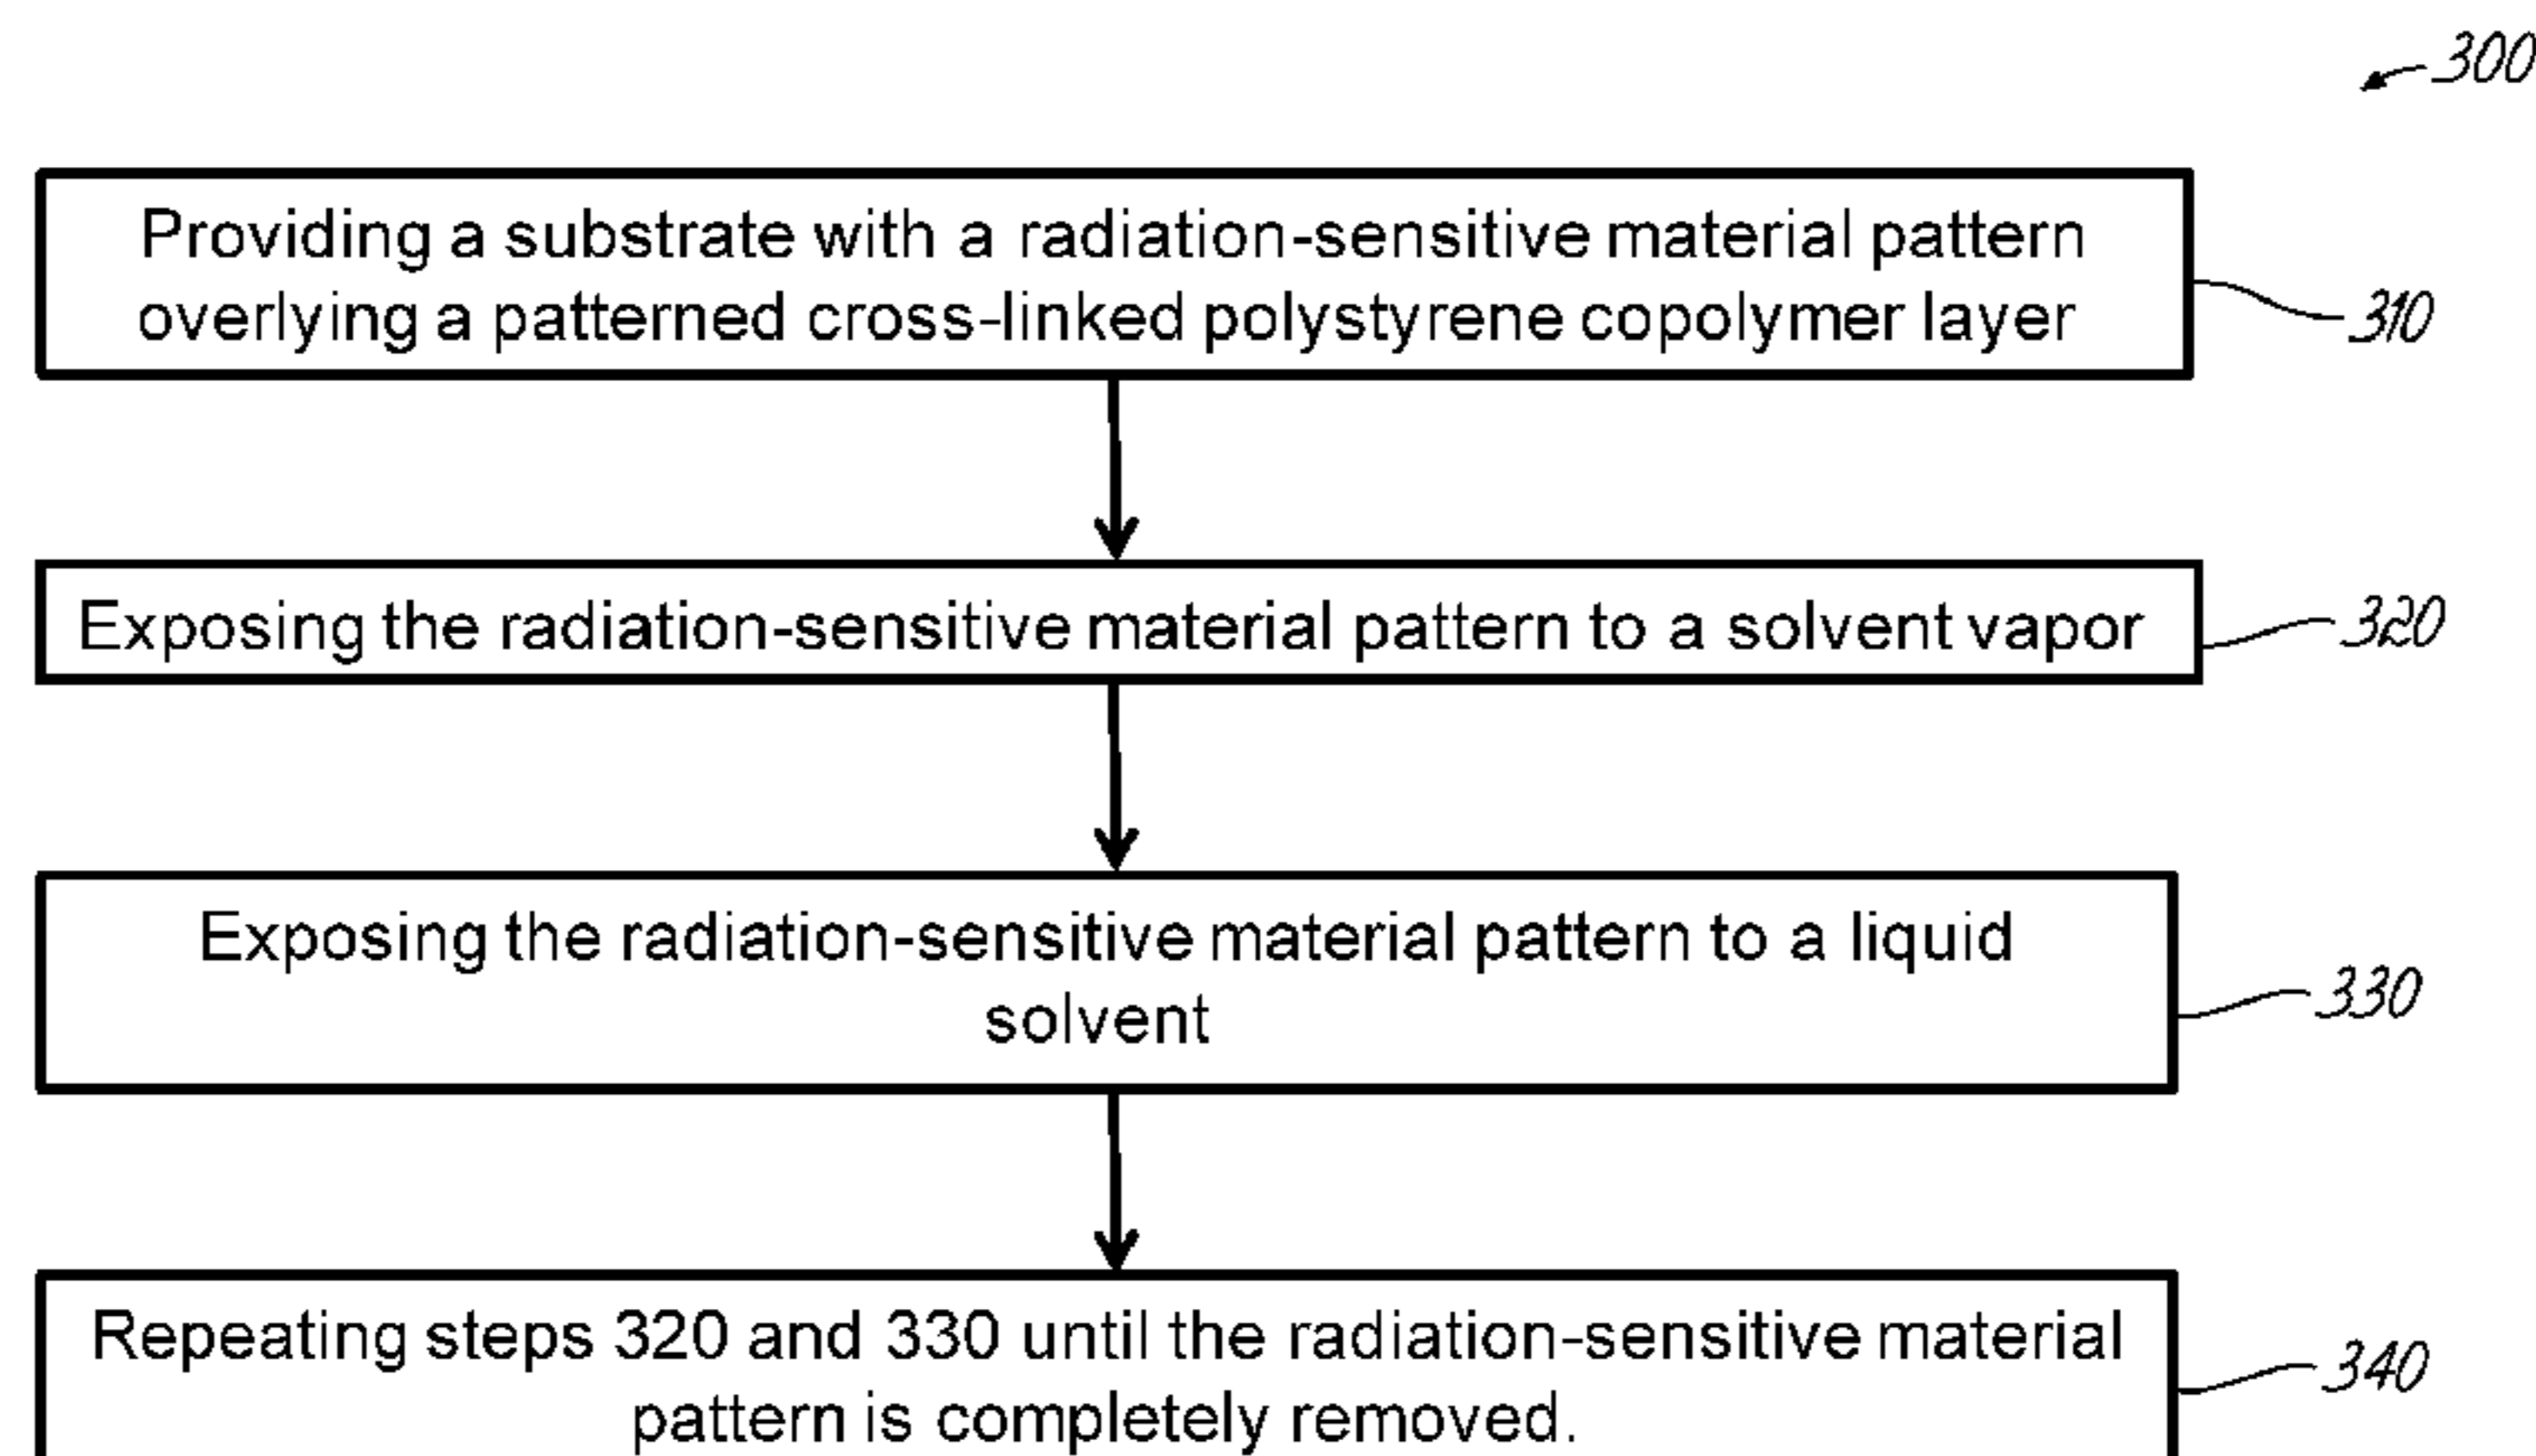 300
Providing a substrate with a radiation-sensitive material pattern
overlying a patterned cross-linked polystyrene copolymer layer
310
Exposing the radiation-sensitive material pattern to a solvent vapor
320
Exposing the radiation-sensitive material pattern to a liquid
solvent
330
Repeating steps 320 and 330 until the radiation-sensitive material
pattern is completely removed.
340